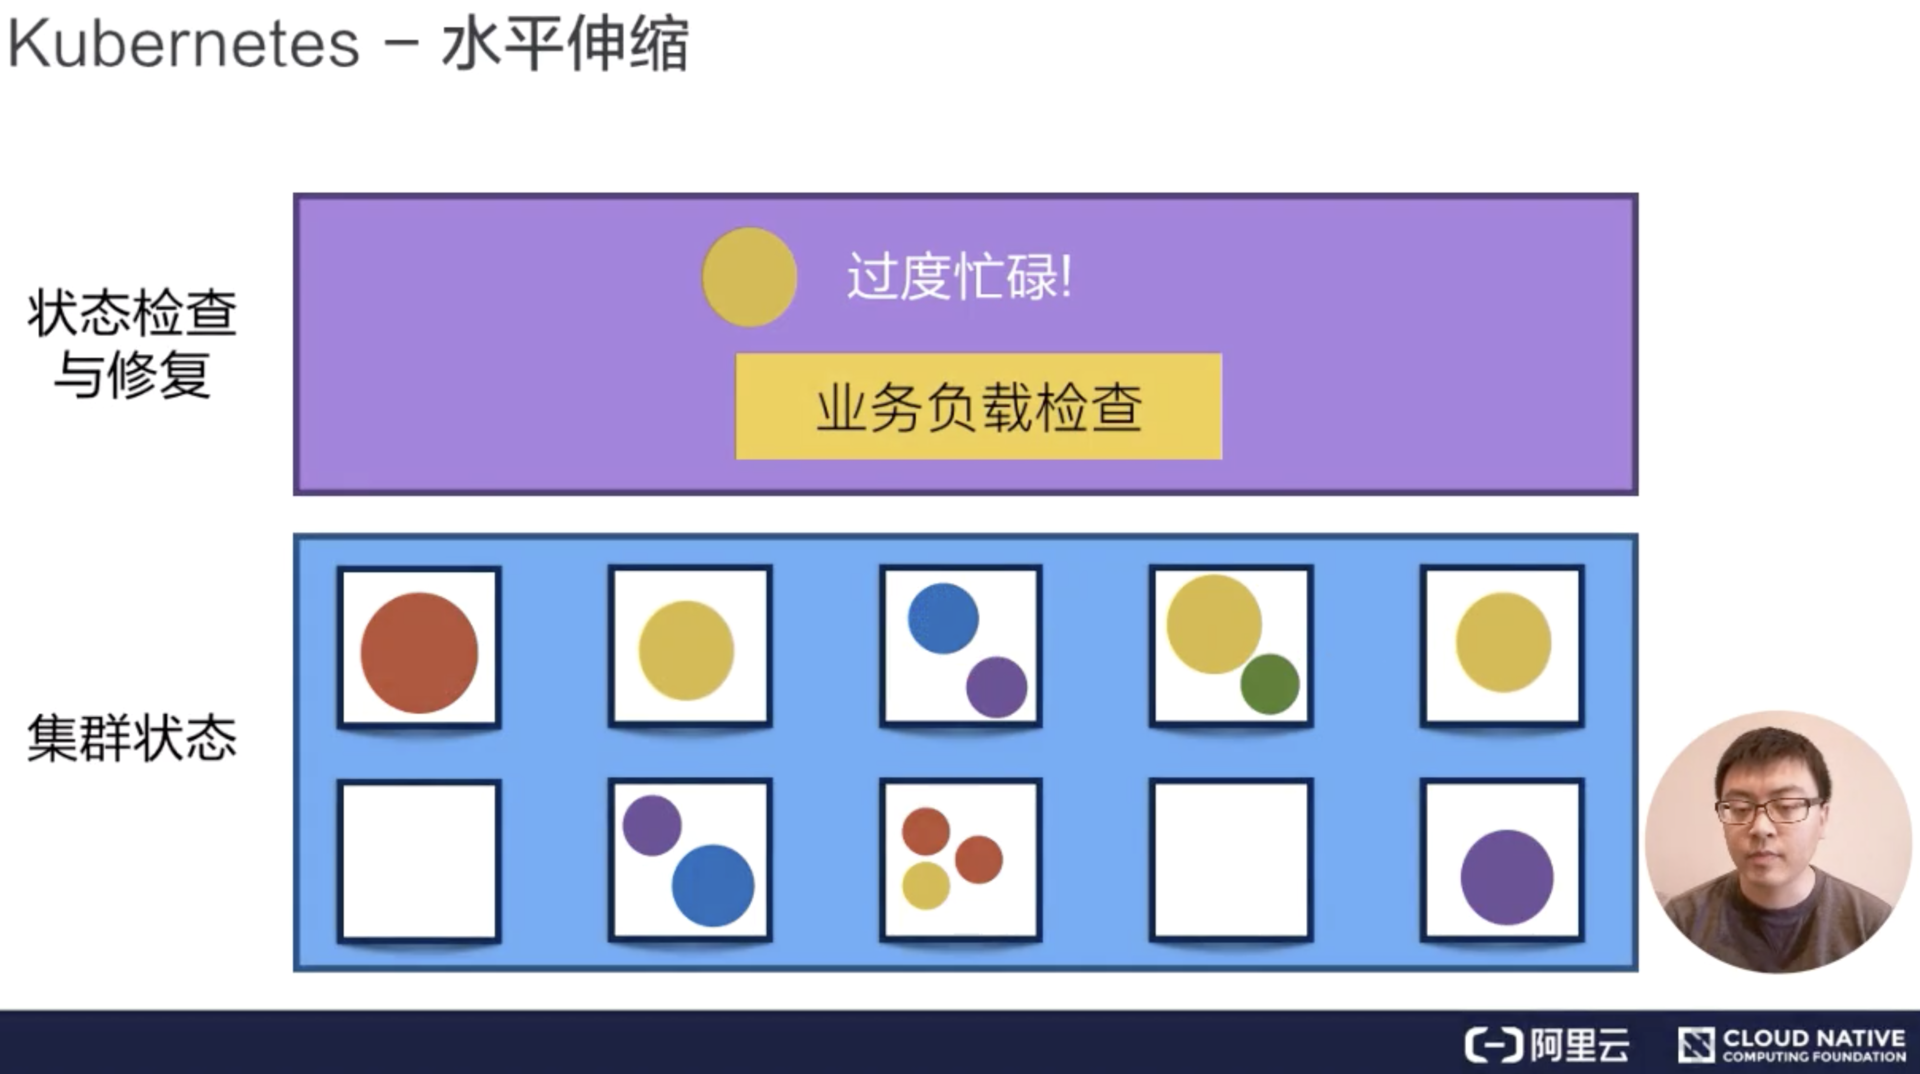 Kubernetes – 水平伸缩
过度忙碌!
状态检查
与修复
业务负载检查
集群状态
阿里云
CLOUD NATIVE
COMPUTING FOUNDATION